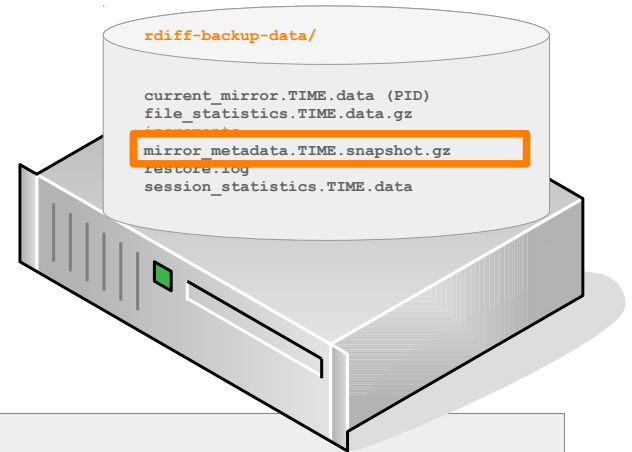 rdiff-backup-data/
current_mirror.TIME.data (PID)
file_statistics.TIME.data.gz
increments
mirror_metadata.TIME.snapshot.gz
restore.log
session_statistics.TIME.data